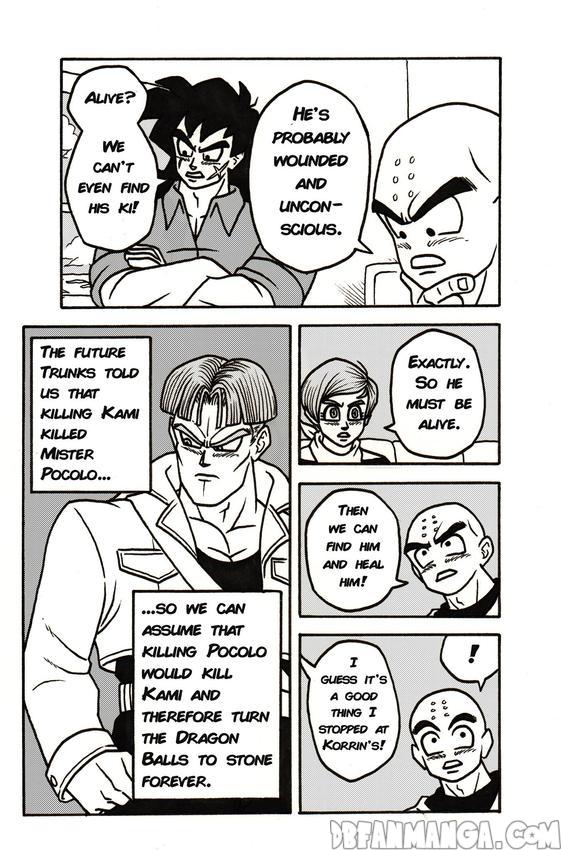 ALIVE?
WE
CAN'T
EVEN FIND
HIS KI!
HE'S
PROBABLY
WOUNDED
AND
UNCON-
SCIOUS.
THE FUTURE
TRUNKS TOLD
US THAT
KILLING KAMI
KILLED
MISTER
POCOLO...
...SO WE CAN
ASSUME THAT
KILLING POCOLO
WOULD KILL
KAMI AND
THEREFORE TURN
THE DRAGON
BALLS TO STONE
FOREVER.
EXACTLY.
SO HE
MUST BE
ALIVE.
THEN
WE CAN
FIND HIM
AND HEAL
HIM!
I
GUESS IT'S
A GOOD
THING I
STOPPED AT
KORRIN'S!
!
DBFANMANGA.COM